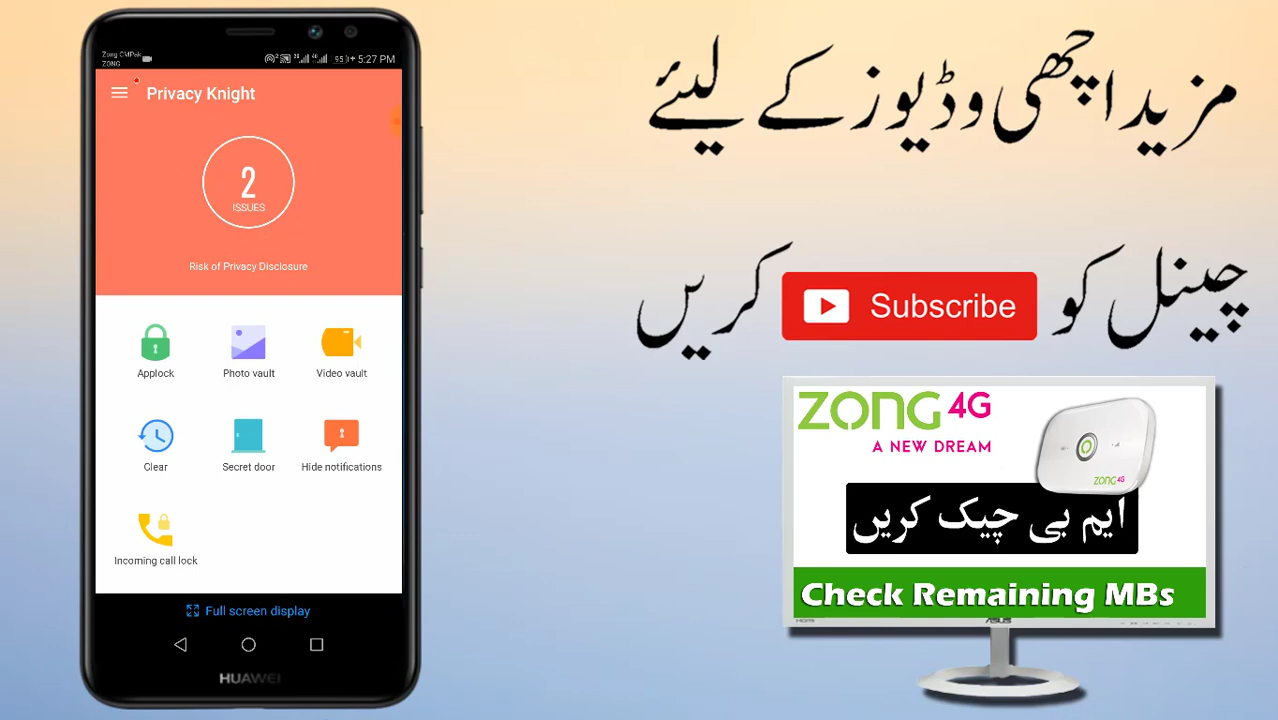 Zong CMPak
ZONG
95
5:27 PM
Privacy Knight
2
ISSUES
Risk of Privacy Disclosure
Applock
Photo vault
Video vault
Clear
Secret door
Hide notifications
Incoming call lock
Full screen display
HUAWEI
مزید اچھی وڈیوز کے لیئے
چینل کو Subscribe کریں
ZONG 4G
A NEW DREAM
ZONG 4G
ایم بی چیک کریں
Check Remaining MBs
HDMI
ASUS